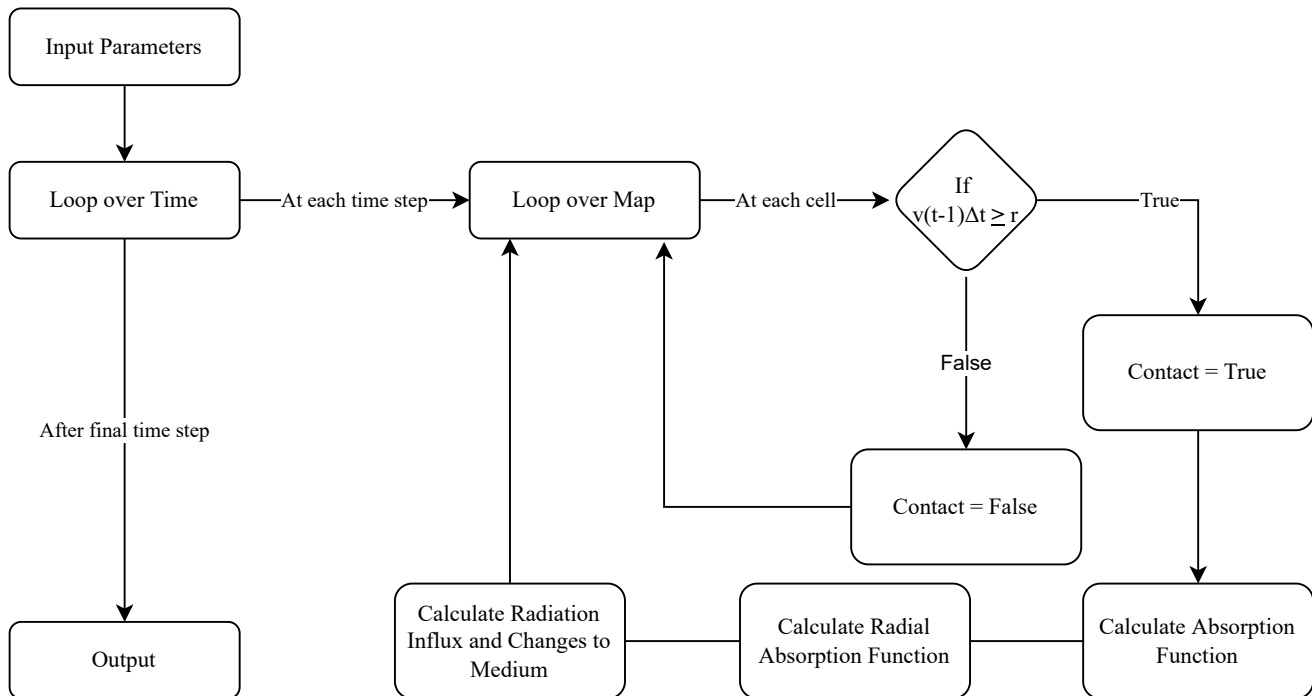 Input Parameters
Loop over Time
At each time step
Loop over Map
At each cell
If
v(t-1)Δt ≥ r
True
False
Contact = True
After final time step
Contact = False
Calculate Radiation
Influx and Changes to
Medium
Calculate Radial
Absorption Function
Calculate Absorption
Function
Output